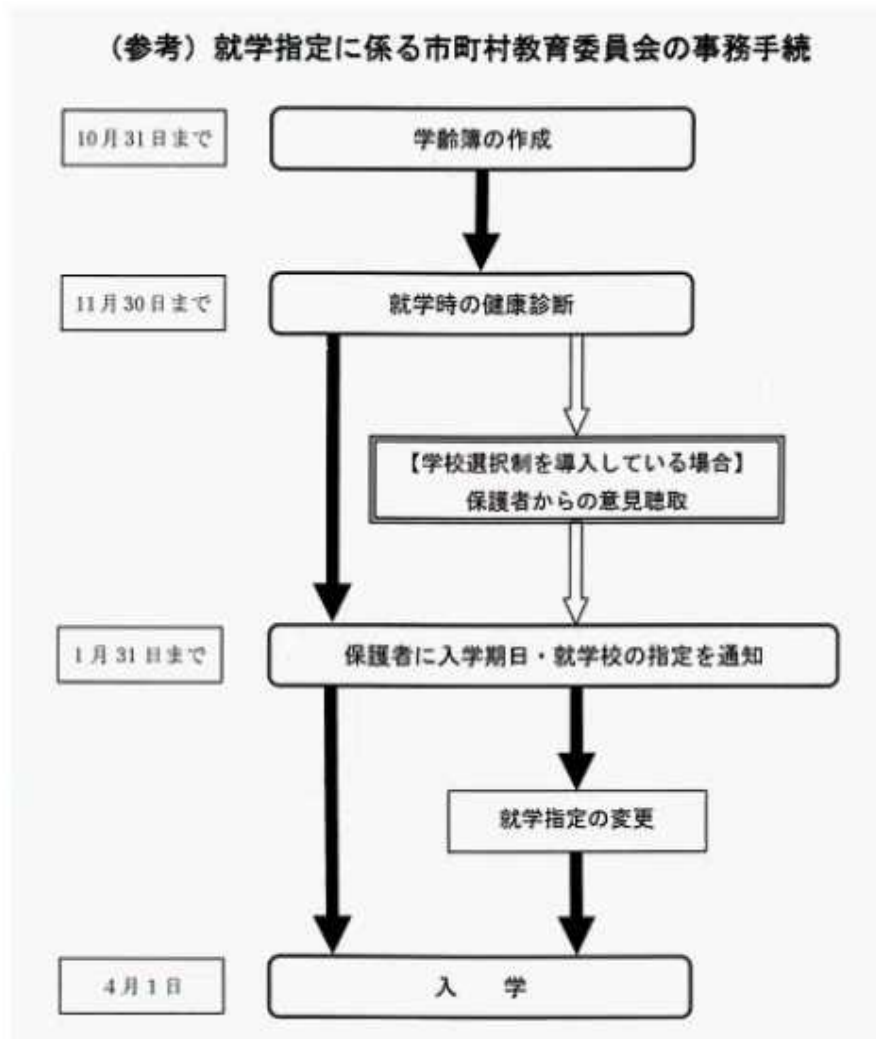 （参考）就学指定に係る市町村教育委員会の事務手続
10月31日まで
学齢簿の作成
11月30日まで
就学時の健康診断
【学校選択制を導入している場合】
保護者からの意見聴取
1月31日まで
保護者に入学期日・就学校の指定を通知
就学指定の変更
4月1日
入　学